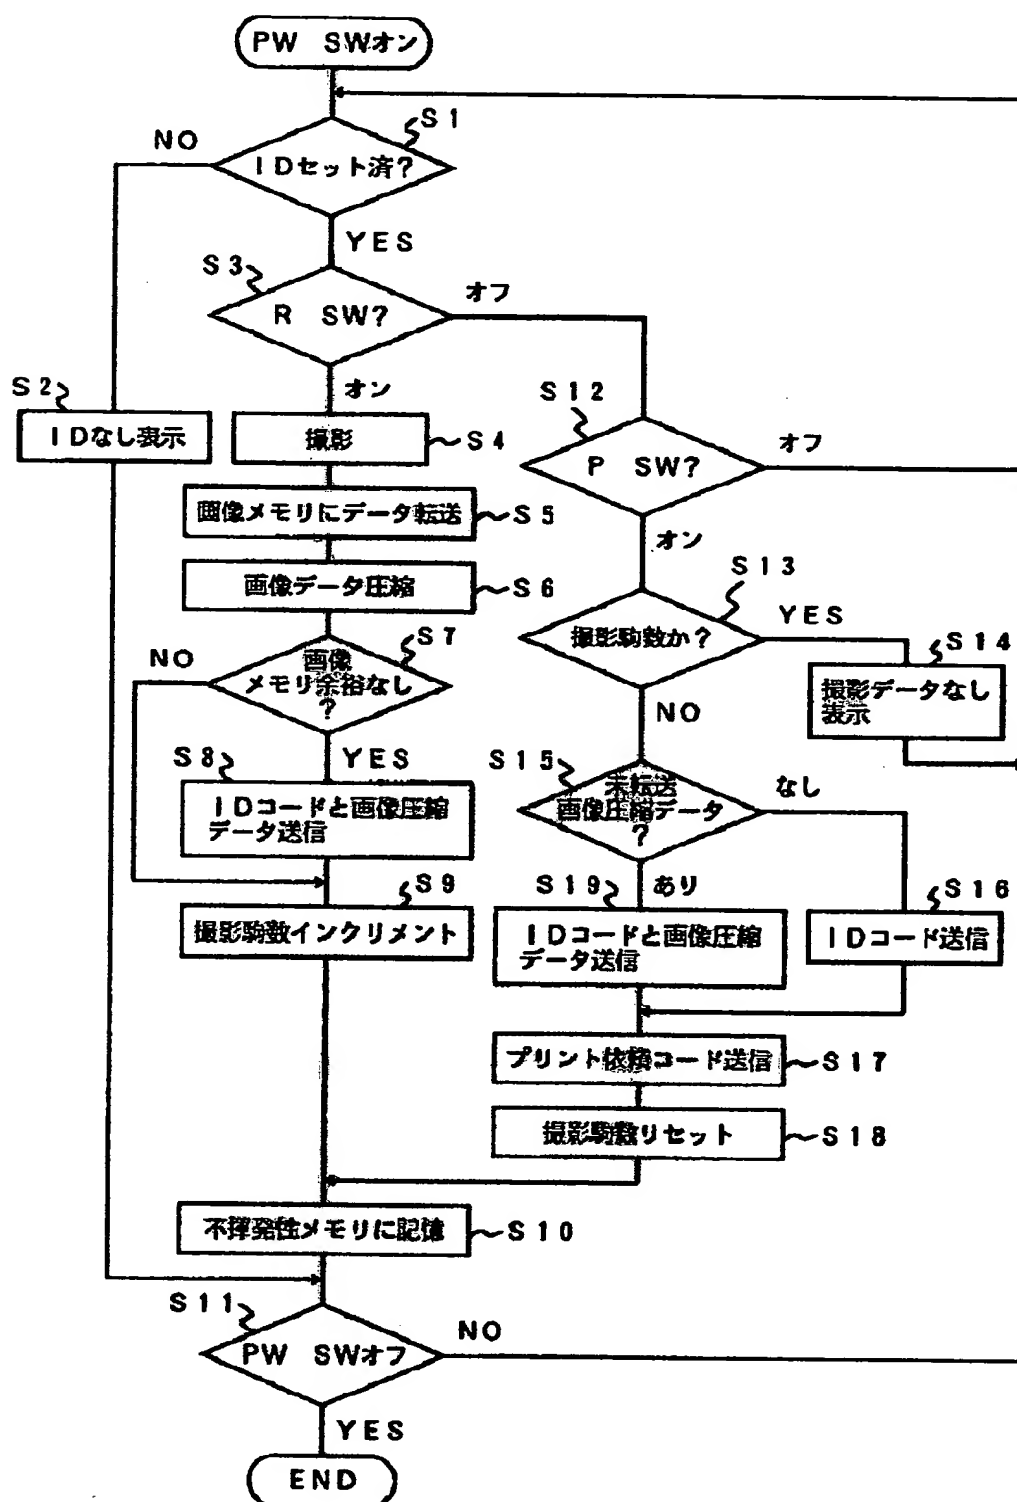 PW SWオン
S1
NO
IDセット済?
YES
S3
R SW?
オフ
オン
S2
IDなし表示
撮影
S4
S12
P SW?
オフ
画像メモリにデータ転送
S5
オン
画像データ圧縮
S6
S13
撮影駒数か?
YES
S7
NO
画像
メモリ余裕なし
?
S14
撮影データなし
表示
NO
YES
S8
IDコードと画像圧縮
データ送信
S15
未転送
画像圧縮データ
?
なし
S9
撮影駒数インクリメント
S19
あり
IDコードと画像圧縮
データ送信
S16
IDコード送信
プリント依頼コード送信
S17
撮影駒数リセット
S18
不揮発性メモリに記憶
S10
S11
PW SWオフ
NO
YES
END